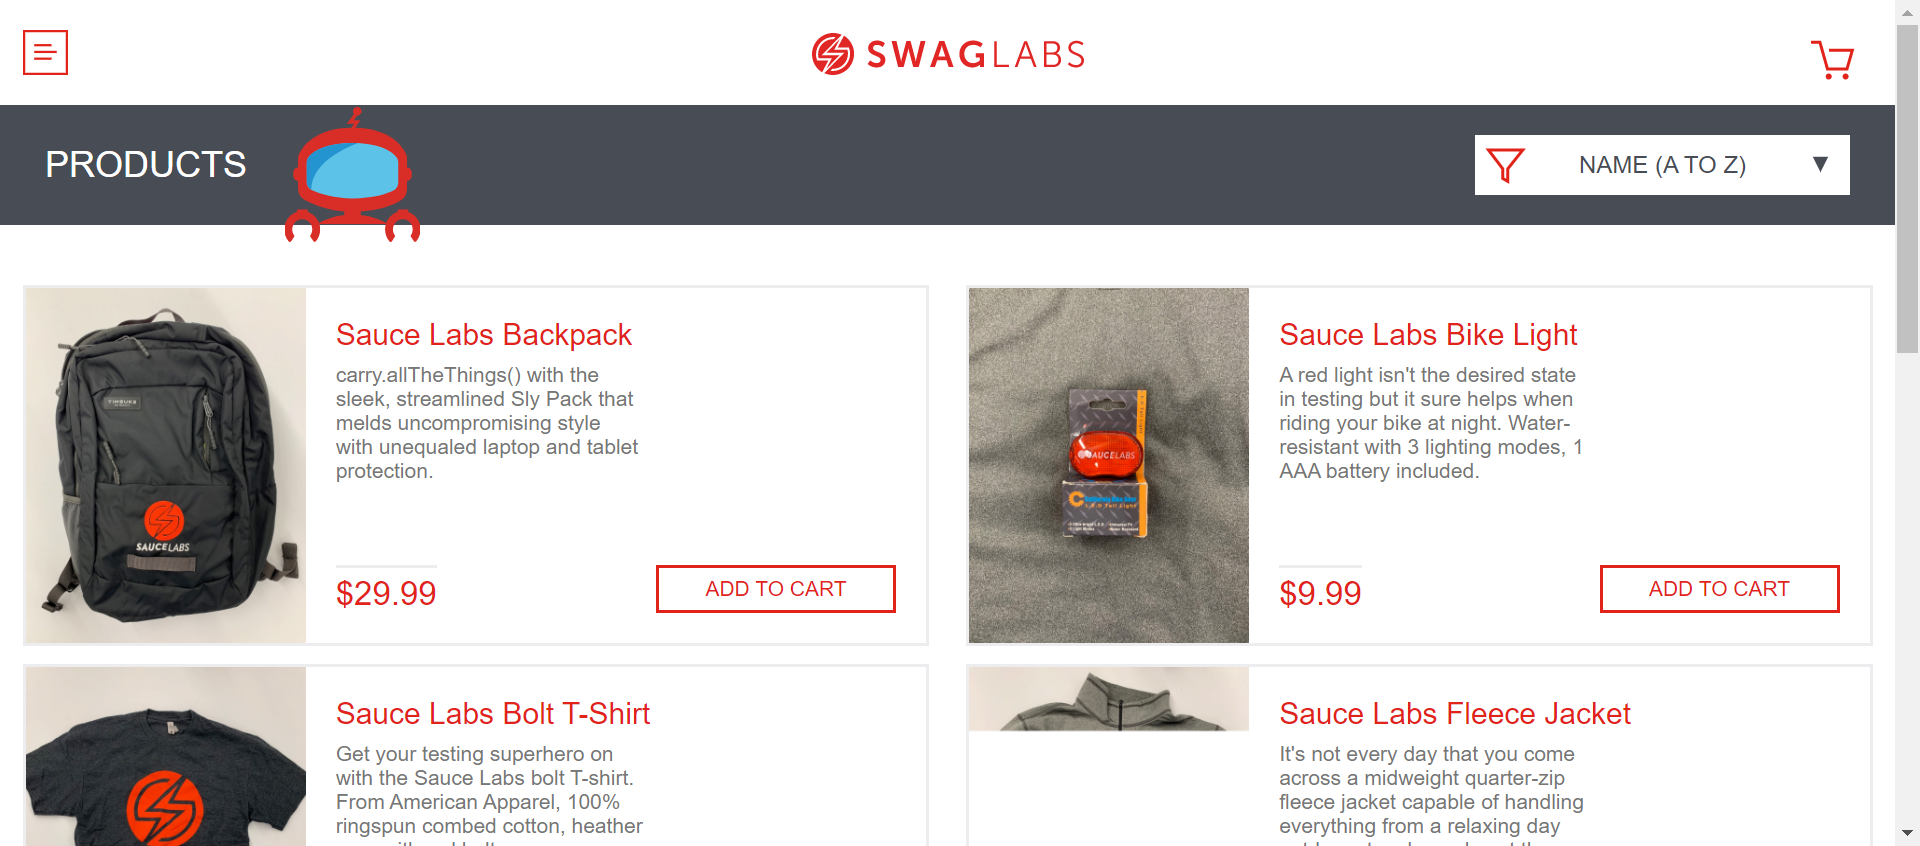 SWAGLABS
PRODUCTS
NAME (A TO Z)
Sauce Labs Backpack
carry.allTheThings() with the
sleek, streamlined Sly Pack that
melds uncompromising style
with unequaled laptop and tablet
protection.
$29.99
ADD TO CART
SAUCELABS
Sauce Labs Bike Light
A red light isn't the desired state
in testing but it sure helps when
riding your bike at night. Water-
resistant with 3 lighting modes, 1
AAA battery included.
$9.99
ADD TO CART
SAUCELABS
Sauce Labs Bolt T-Shirt
Get your testing superhero on
with the Sauce Labs bolt T-shirt.
From American Apparel, 100%
ringspun combed cotton, heather
Sauce Labs Fleece Jacket
It's not every day that you come
across a midweight quarter-zip
fleece jacket capable of handling
everything from a relaxing day